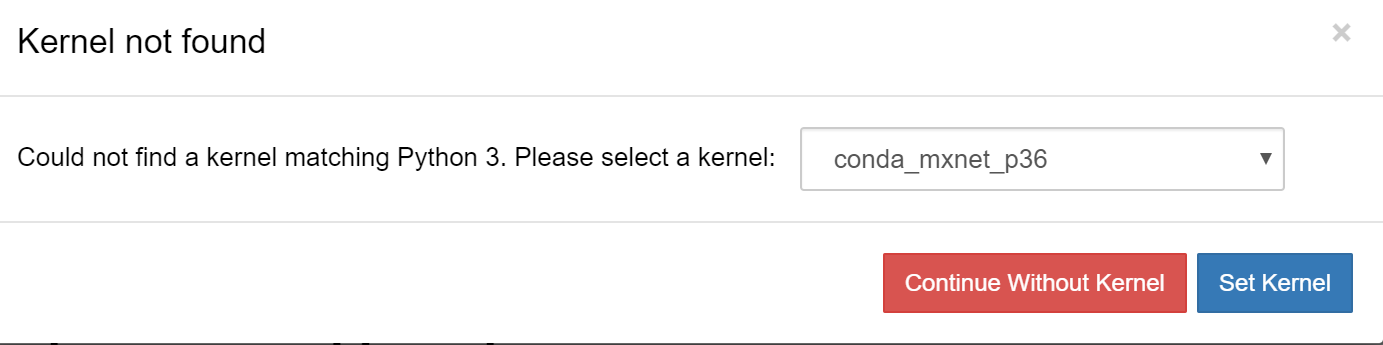 Kernel not found
×
Could not find a kernel matching Python 3. Please select a kernel: conda_mxnet_p36
Continue Without Kernel Set Kernel